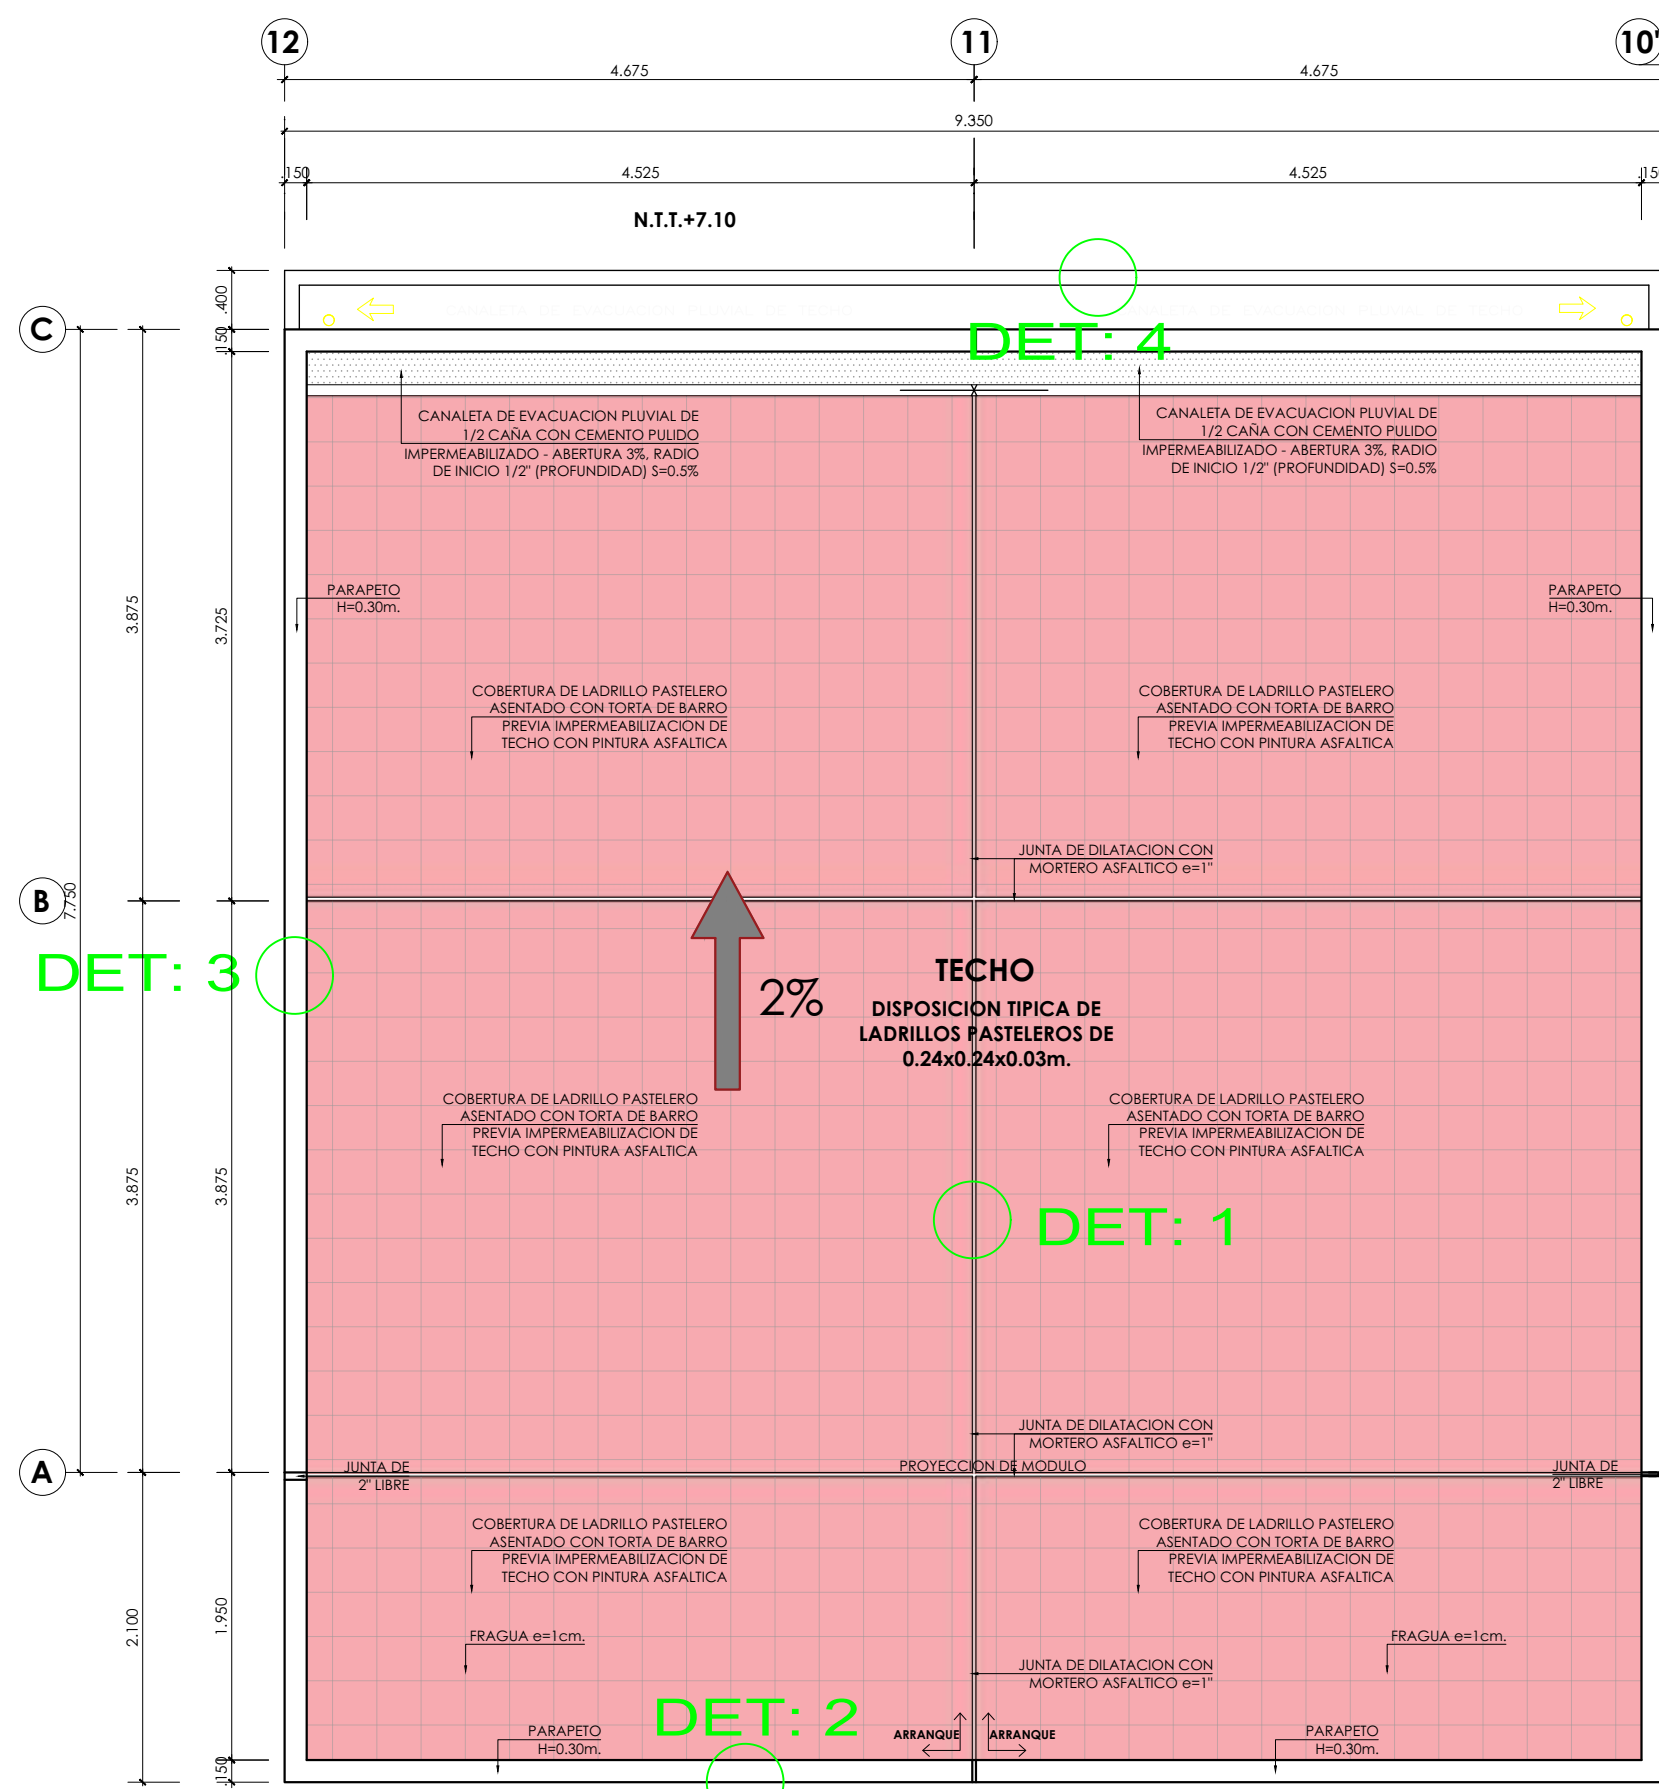 12
11
10'
4.675
4.675
9.350
.150
4.525
4.525
.150
N.T.T.+7.10
.400
C
.150
DET: 4
CANALETA DE EVACUACION PLUVIAL DE
1/2 CAÑA CON CEMENTO PULIDO
IMPERMEABILIZADO - ABERTURA 3%, RADIO
DE INICIO 1/2" (PROFUNDIDAD) S=0.5%
CANALETA DE EVACUACION PLUVIAL DE
1/2 CAÑA CON CEMENTO PULIDO
IMPERMEABILIZADO - ABERTURA 3%, RADIO
DE INICIO 1/2" (PROFUNDIDAD) S=0.5%
PARAPETO
H=0.30m.
PARAPETO
H=0.30m.
3.875
3.725
COBERTURA DE LADRILLO PASTELERO
ASENTADO CON TORTA DE BARRO
PREVIA IMPERMEABILIZACION DE
TECHO CON PINTURA ASFALTICA
COBERTURA DE LADRILLO PASTELERO
ASENTADO CON TORTA DE BARRO
PREVIA IMPERMEABILIZACION DE
TECHO CON PINTURA ASFALTICA
JUNTA DE DILATACION CON
MORTERO ASFALTICO e=1"
B
7.750
DET: 3
2%
TECHO
DISPOSICION TIPICA DE
LADRILLOS PASTELEROS DE
0.24x0.24x0.03m.
COBERTURA DE LADRILLO PASTELERO
ASENTADO CON TORTA DE BARRO
PREVIA IMPERMEABILIZACION DE
TECHO CON PINTURA ASFALTICA
COBERTURA DE LADRILLO PASTELERO
ASENTADO CON TORTA DE BARRO
PREVIA IMPERMEABILIZACION DE
TECHO CON PINTURA ASFALTICA
3.875
3.875
DET: 1
JUNTA DE DILATACION CON
MORTERO ASFALTICO e=1"
A
JUNTA DE
2" LIBRE
PROYECCION DE MODULO
JUNTA DE
2" LIBRE
COBERTURA DE LADRILLO PASTELERO
ASENTADO CON TORTA DE BARRO
PREVIA IMPERMEABILIZACION DE
TECHO CON PINTURA ASFALTICA
COBERTURA DE LADRILLO PASTELERO
ASENTADO CON TORTA DE BARRO
PREVIA IMPERMEABILIZACION DE
TECHO CON PINTURA ASFALTICA
2.100
1.950
FRAGUA e=1cm.
FRAGUA e=1cm.
JUNTA DE DILATACION CON
MORTERO ASFALTICO e=1"
DET: 2
ARRANQUE
ARRANQUE
PARAPETO
H=0.30m.
PARAPETO
H=0.30m.
.150